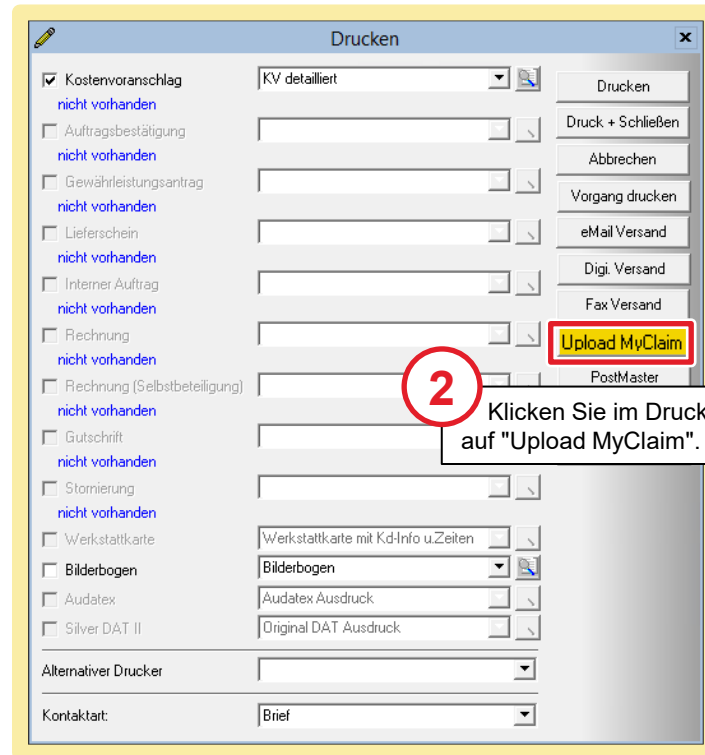 Drucken
x
Kostenvoranschlag KV detailliert
nicht vorhanden
Auftragsbestätigung
nicht vorhanden
Gewährleistungsantrag
nicht vorhanden
Lieferschein
nicht vorhanden
Interner Auftrag
nicht vorhanden
Rechnung
nicht vorhanden
Rechnung (Selbstbeteiligung)
nicht vorhanden
Gutschrift
nicht vorhanden
Stornierung
nicht vorhanden
Werkstattkarte Werkstattkarte mit Kd-Info u.Zeiten
Bilderbogen Bilderbogen
Audatex Audatex Ausdruck
Silver DAT II Original DAT Ausdruck
Alternativer Drucker
Kontaktart: Brief
Drucken
Druck + Schließen
Abbrechen
Vorgang drucken
eMail Versand
Digi. Versand
Fax Versand
Upload MyClaim
PostMaster
2
Klicken Sie im Druck
auf "Upload MyClaim".